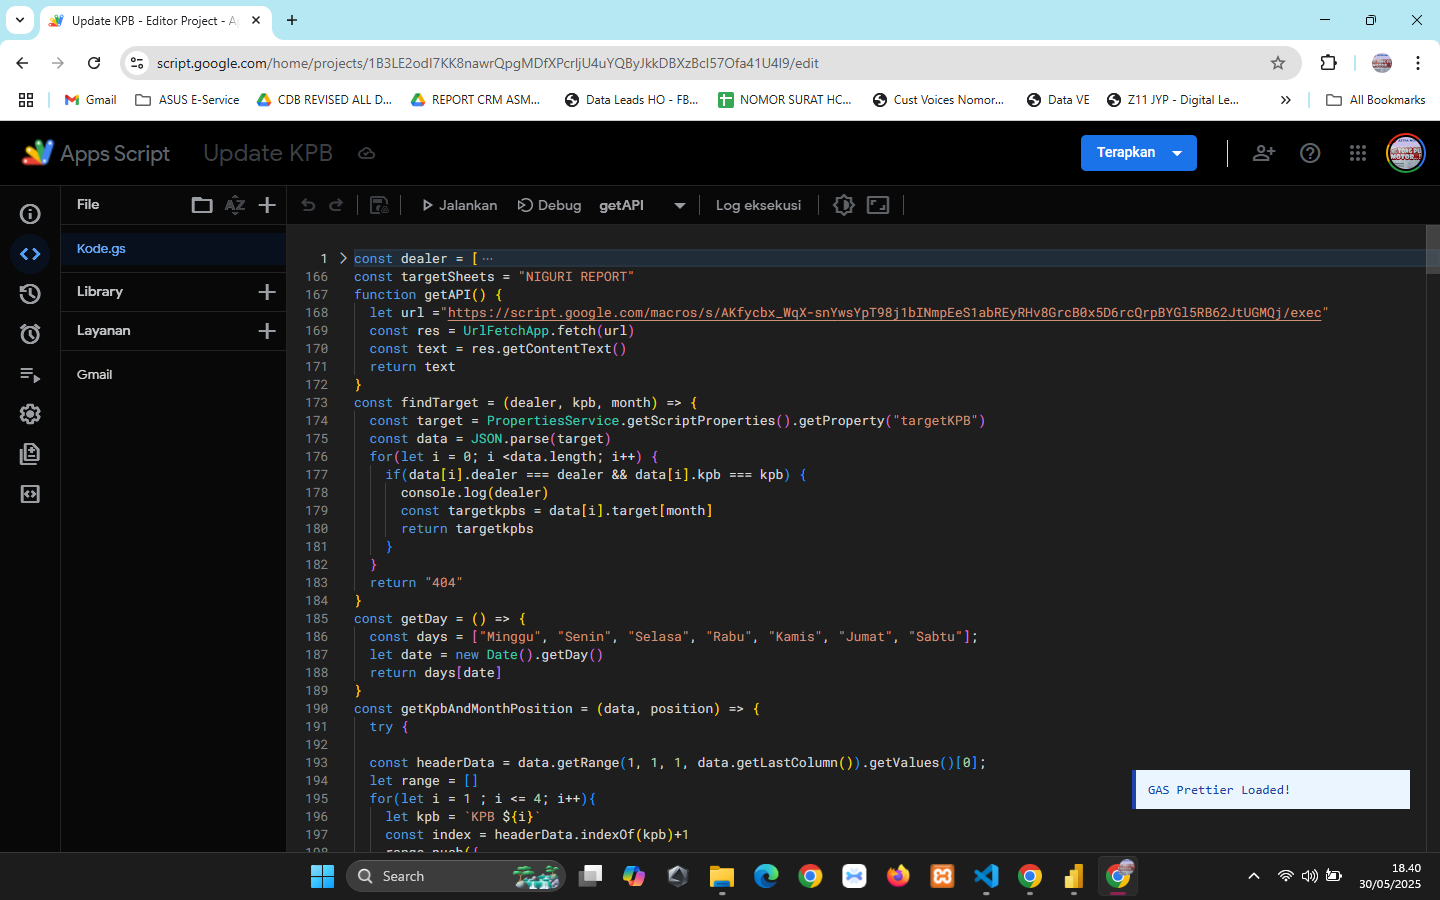 Update KPB - Editor Project - A
script.google.com/home/projects/1B3LE2odI7KK8nawrQpgMDfXPcrIjU4uYQByJkkDBXzBcI57Ofa41U4I9/edit
Gmail
ASUS E-Service
CDB REVISED ALL D...
REPORT CRM ASM...
Data Leads HO - FB...
NOMOR SURAT HC...
Cust Voices Nomor...
Data VE
Z11 JYP - Digital Le...
All Bookmarks
Apps Script
Update KPB
Terapkan
File
AZ
Jalankan
Debug
getAPI
Log eksekusi
Kode.gs
Library
Layanan
Gmail
1 const dealer = [ ···
166 const targetSheets = "NIGURI REPORT"
167 function getAPI() {
168 let url ="https://script.google.com/macros/s/AKfycbx_WqX-snYwsYpT98j1bINmpEeS1abREyRHv8GrcB0x5D6rcQrpBYGl5RB62JtUGMQj/exec"
169 const res = UrlFetchApp.fetch(url)
170 const text = res.getContentText()
171 return text
172 }
173 const findTarget = (dealer, kpb, month) => {
174 const target = PropertiesService.getScriptProperties().getProperty("targetKPB")
175 const data = JSON.parse(target)
176 for(let i = 0; i <data.length; i++) {
177 if(data[i].dealer === dealer && data[i].kpb === kpb) {
178 console.log(dealer)
179 const targetkpbs = data[i].target[month]
180 return targetkpbs
181 }
182 }
183 return "404"
184 }
185 const getDay = () => {
186 const days = ["Minggu", "Senin", "Selasa", "Rabu", "Kamis", "Jumat", "Sabtu"];
187 let date = new Date().getDay()
188 return days[date]
189 }
190 const getKpbAndMonthPosition = (data, position) => {
191 try {
192
193 const headerData = data.getRange(1, 1, 1, data.getLastColumn()).getValues()[0];
194 let range = []
195 for(let i = 1 ; i <= 4; i++){
196 let kpb = `KPB ${i}`
197 const index = headerData.indexOf(kpb)+1
198 range.push({
GAS Prettier Loaded!
Search
18.40
30/05/2025